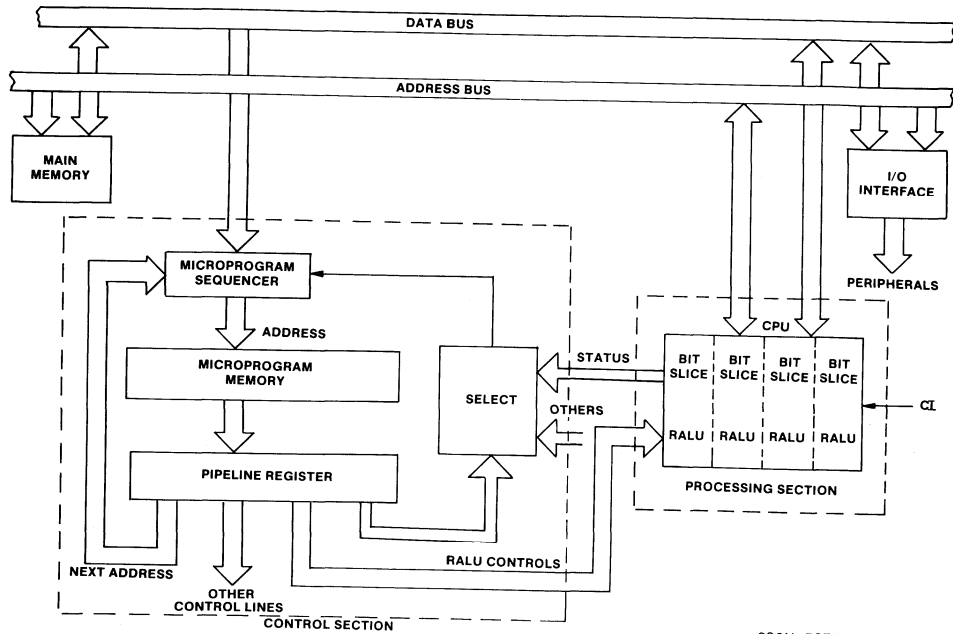 DATA BUS
ADDRESS BUS
MAIN
MEMORY
I/O
INTERFACE
PERIPHERALS
MICROPROGRAM
SEQUENCER
ADDRESS
MICROPROGRAM
MEMORY
PIPELINE REGISTER
SELECT
STATUS
OTHERS
CPU
BIT
SLICE
BIT
SLICE
BIT
SLICE
BIT
SLICE
RALU
RALU
RALU
RALU
CI
PROCESSING SECTION
NEXT ADDRESS
OTHER
CONTROL LINES
RALU CONTROLS
CONTROL SECTION